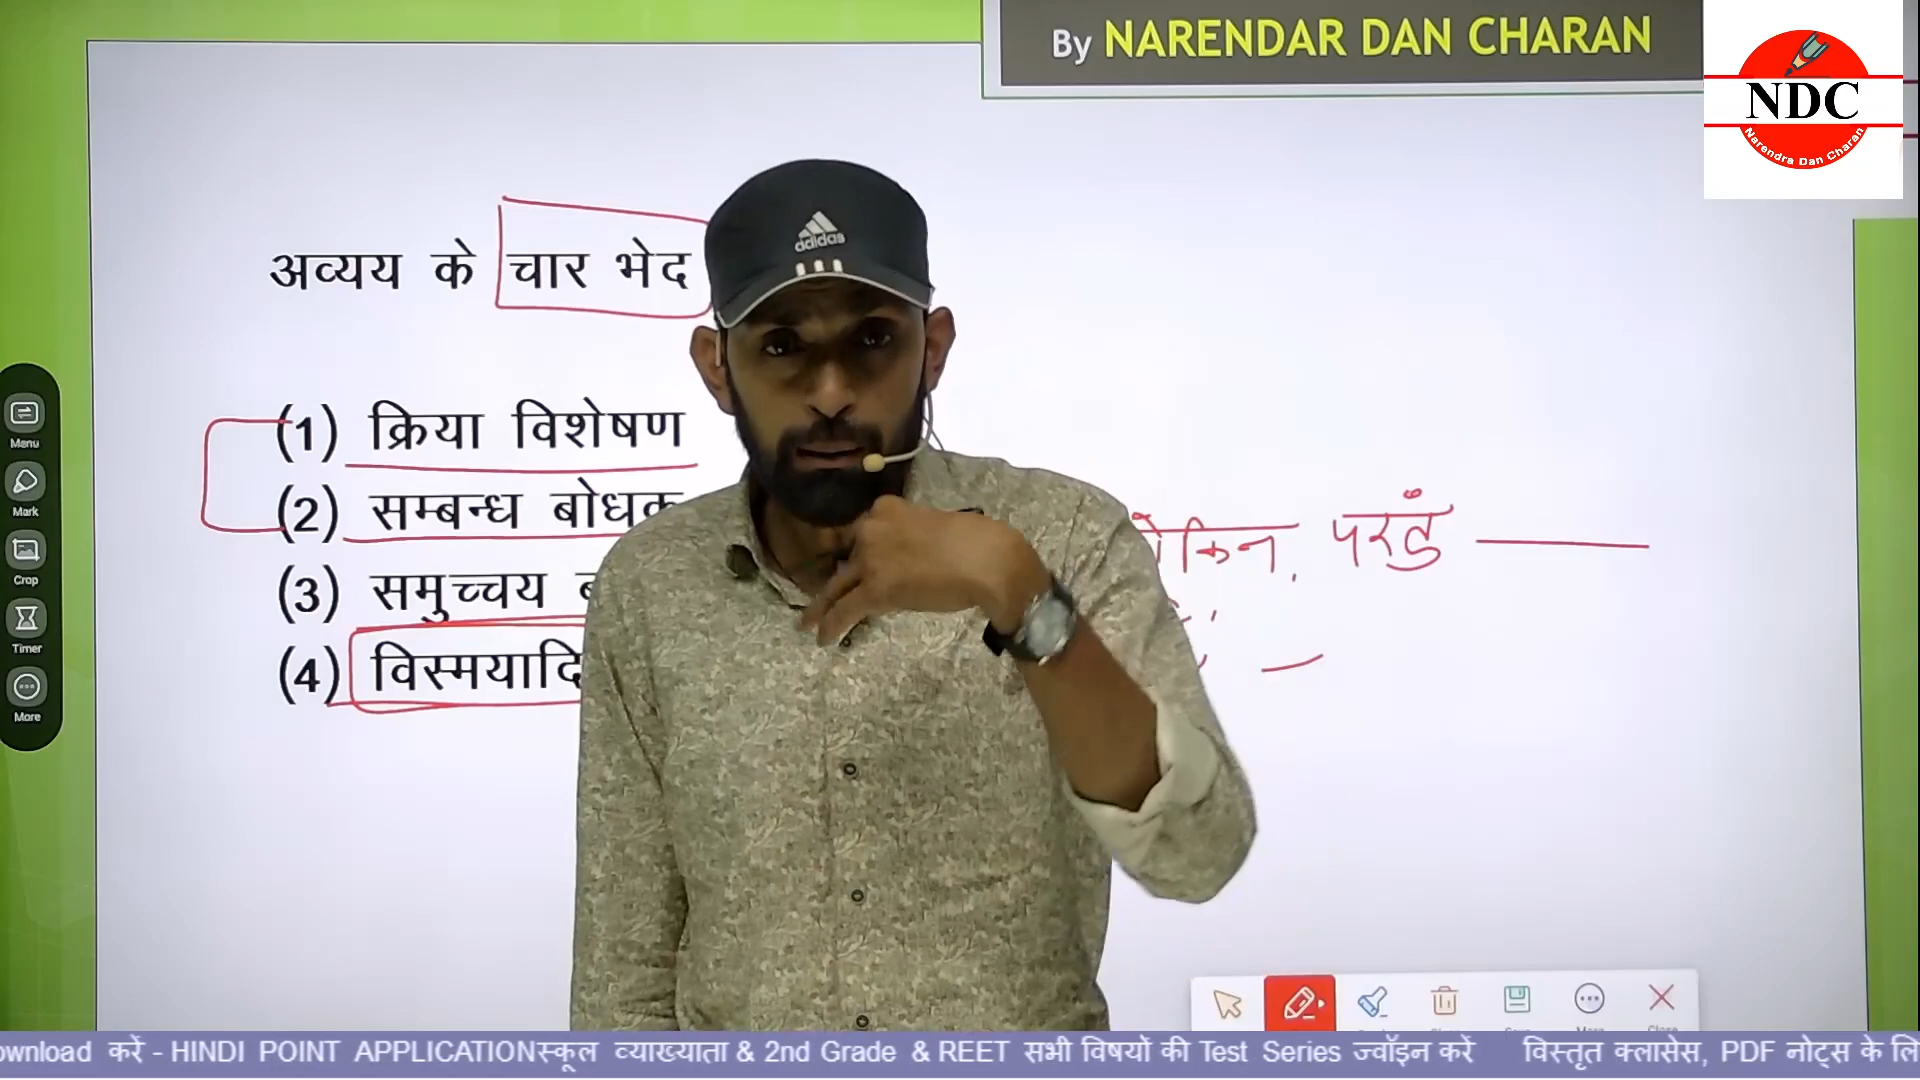 By NARENDAR DAN CHARAN
NDC
Narendra Dan Charan
अव्यय के चार भेद
(1) क्रिया विशेषण
(2) सम्बन्ध बोधक
(3) समुच्चय
(4) विस्मयादि
परंतु
Menu
Mark
Crop
Timer
More
adidas
करें - HINDI POINT APPLICATIONस्कूल व्याख्याता & 2nd Grade & REET सभी विषयों की Test Series ज्वॉइन करें विस्तृत क्लासेस, PDF नोट्स के